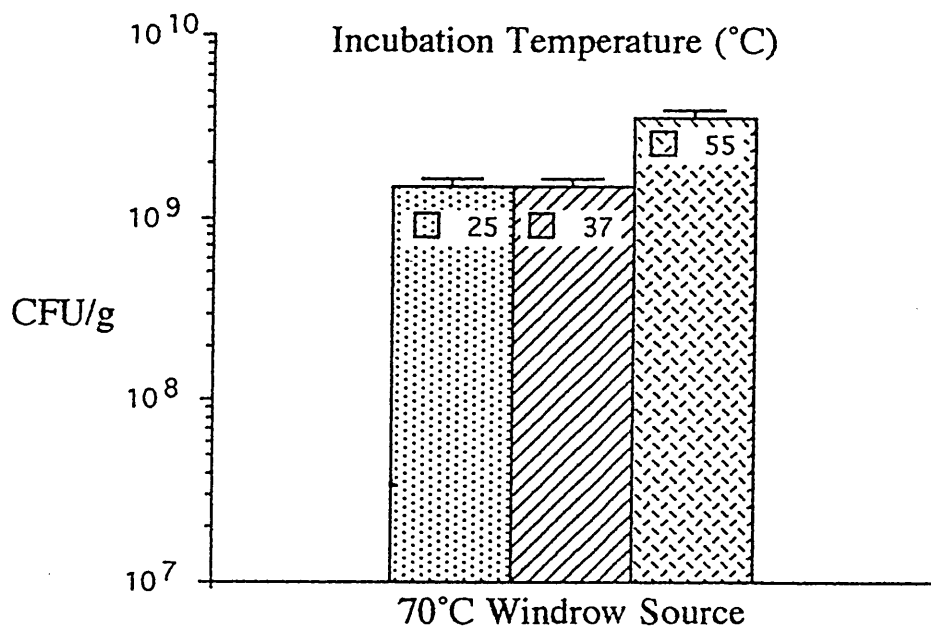 10^10
Incubation Temperature (°C)
55
10^9
25
37
CFU/g
10^8
10^7
70°C Windrow Source